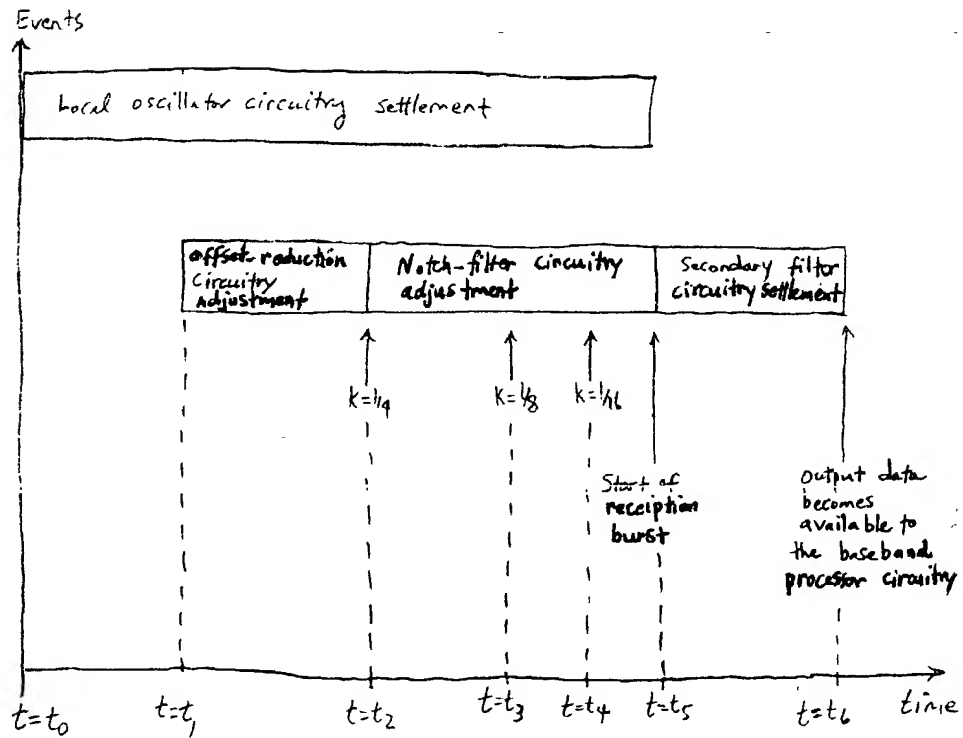 Events
Local oscillator circuitry settlement
offset-reduction
Circuitry
Adjustment
Notch-filter circuitry
adjustment
Secondary filter
circuitry settlement
k=1/4
k=1/8
k=1/16
Start of
receiption
burst
output data
becomes
available to
the baseband
processor circuitry
t=t0
t=t1
t=t2
t=t3
t=t4
t=t5
t=t6
time